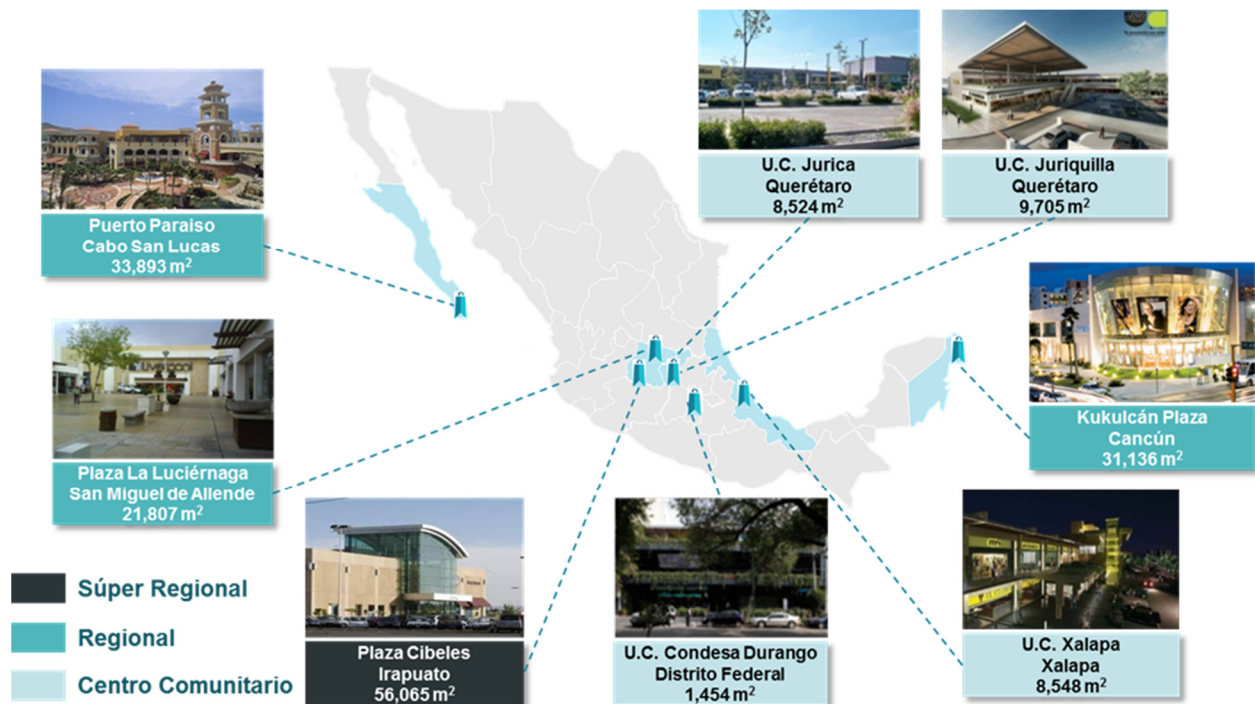 U.C. Jurica
Querétaro
8,524 m²
U.C. Juriquilla
Querétaro
9,705 m²
Puerto Paraiso
Cabo San Lucas
33,893 m²
Kukulcán Plaza
Cancún
31,136 m²
Plaza La Luciérnaga
San Miguel de Allende
21,807 m²
Súper Regional
Regional
Centro Comunitario
Plaza Cibeles
Irapuato
56,065 m²
U.C. Condesa Durango
Distrito Federal
1,454 m²
U.C. Xalapa
Xalapa
8,548 m²